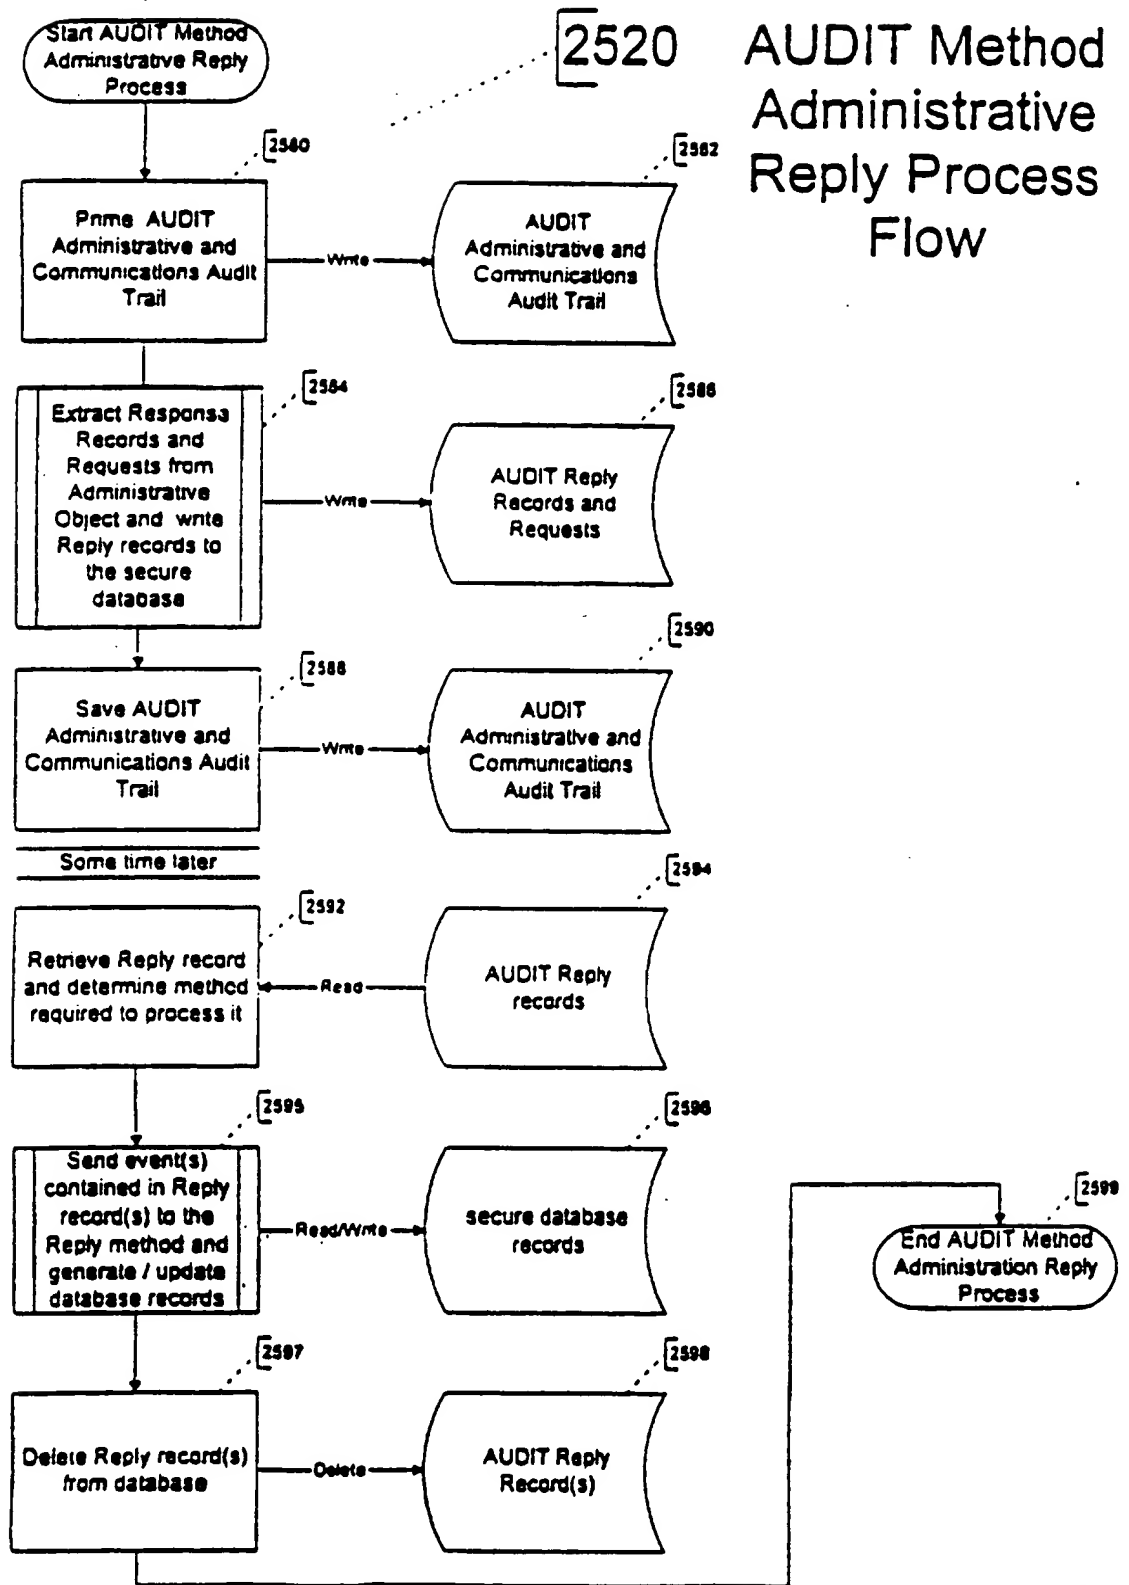 Start AUDIT Method
Administrative Reply
Process
2520
AUDIT Method
Administrative
Reply Process
Flow
2580
2582
Prime AUDIT
Administrative and
Communications Audit
Trail
Write
AUDIT
Administrative and
Communications
Audit Trail
2584
2586
Extract Response
Records and
Requests from
Administrative
Object and write
Reply records to
the secure
database
Write
AUDIT Reply
Records and
Requests
2588
2590
Save AUDIT
Administrative and
Communications Audit
Trail
Write
AUDIT
Administrative and
Communications
Audit Trail
Some time later
2592
2594
Retrieve Reply record
and determine method
required to process it
Read
AUDIT Reply
records
2595
2596
Send event(s)
contained in Reply
record(s) to the
Reply method and
generate / update
database records
Read/Write
secure database
records
2599
End AUDIT Method
Administration Reply
Process
2597
2598
Delete Reply record(s)
from database
Delete
AUDIT Reply
Record(s)